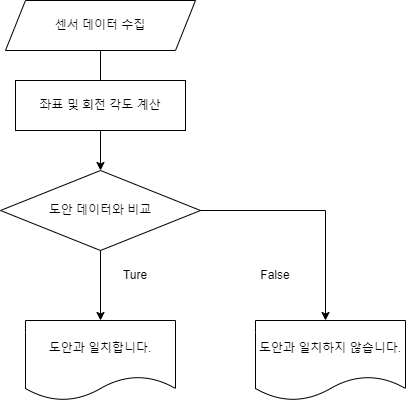 센서 데이터 수집
좌표 및 회전 각도 계산
도안 데이터와 비교
Ture
False
도안과 일치합니다.
도안과 일치하지 않습니다.